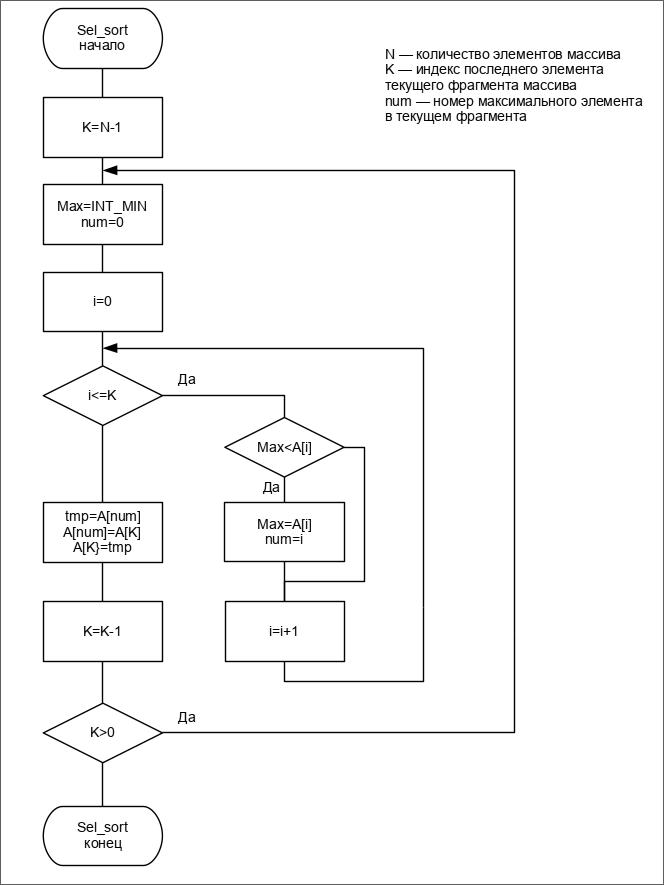 Sel_sort
начало
N — количество элементов массива
K — индекс последнего элемента
текущего фрагмента массива
num — номер максимального элемента
в текущем фрагмента
K=N-1
Max=INT_MIN
num=0
i=0
i<=K
Да
Max<A[i]
Да
Max=A[i]
num=i
tmp=A[num]
A[num]=A[K]
A[K}=tmp
i=i+1
K=K-1
K>0
Да
Sel_sort
конец